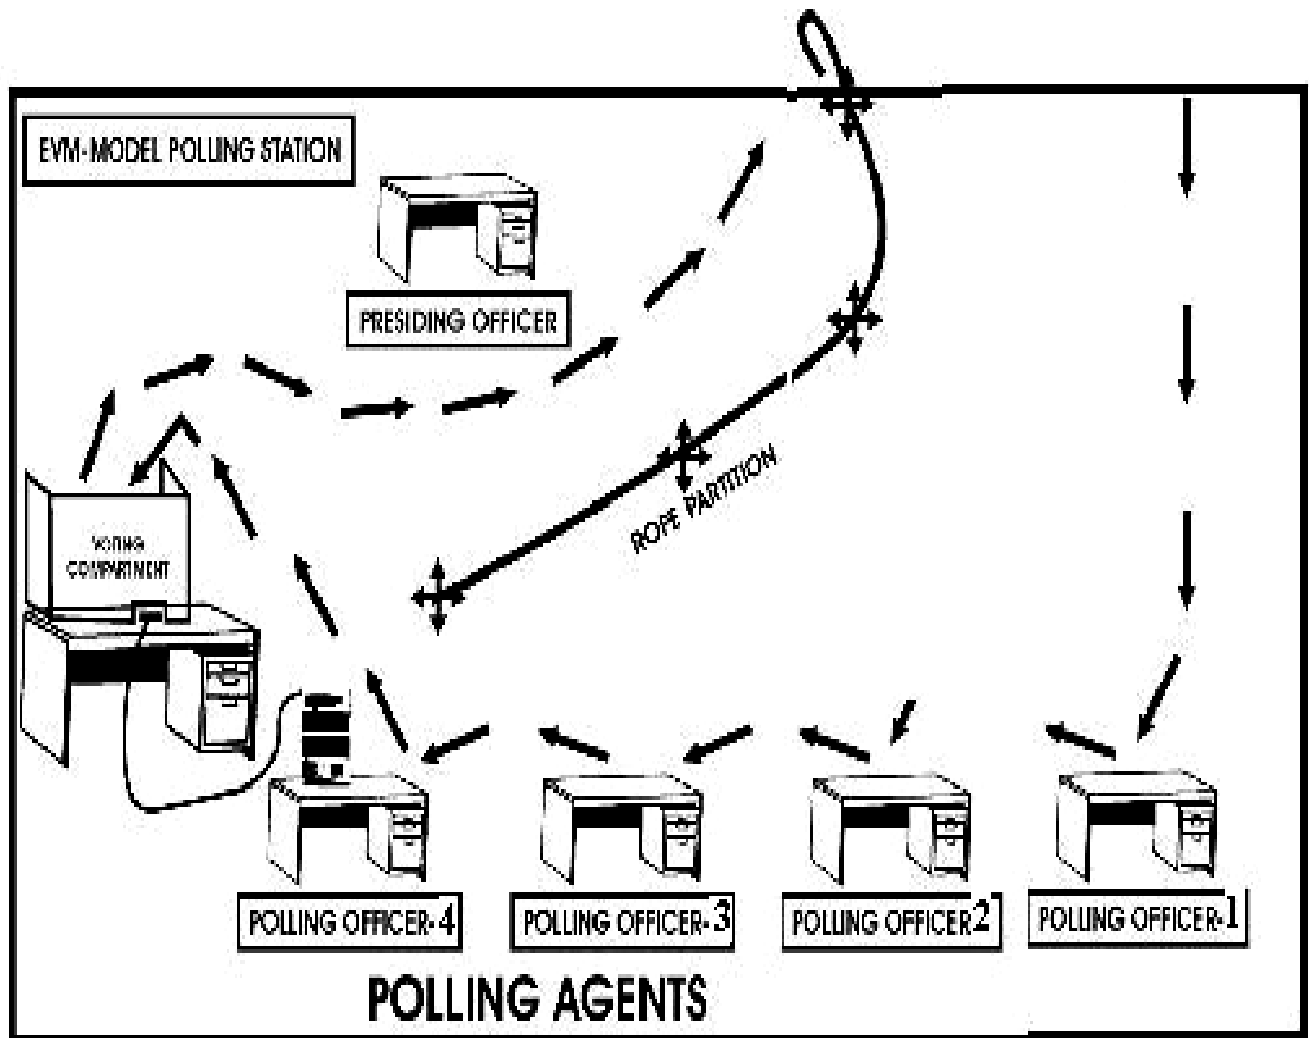 EVM-MODEL POLLING STATION
PRESIDING OFFICER
ROPE PARTITION
VOTING
COMPARTMENT
POLLING OFFICER-4
POLLING OFFICER-3
POLLING OFFICER2
POLLING OFFICER-1
POLLING AGENTS